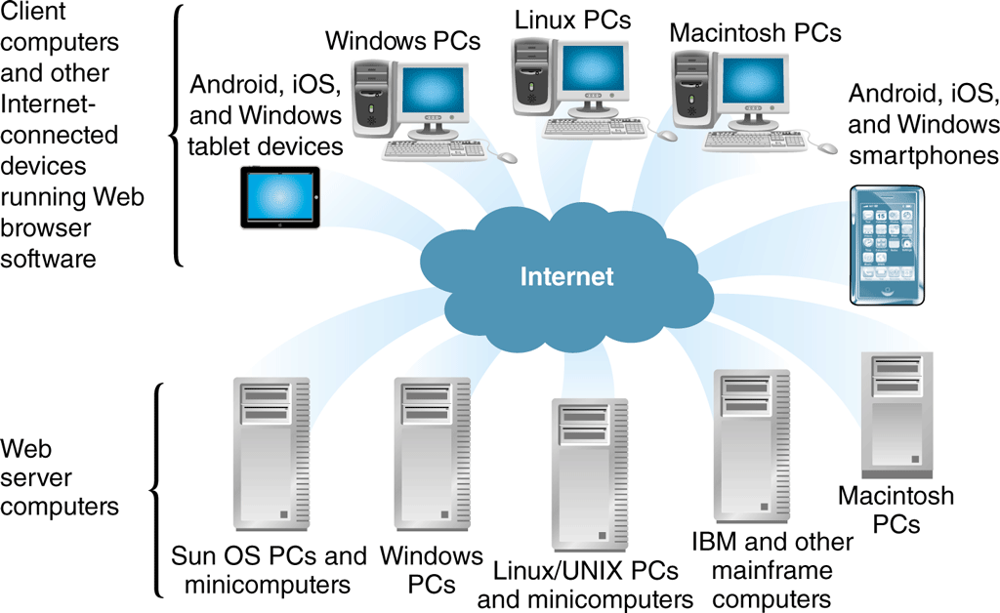 Client
computers
and other
Internet-
connected
devices
running Web
browser
software
Windows PCs
Linux PCs
Macintosh PCs
Android, iOS,
and Windows
tablet devices
Android, iOS,
and Windows
smartphones
Internet
Web
server
computers
Sun OS PCs and
minicomputers
Windows
PCs
Linux/UNIX PCs
and minicomputers
IBM and other
mainframe
computers
Macintosh
PCs